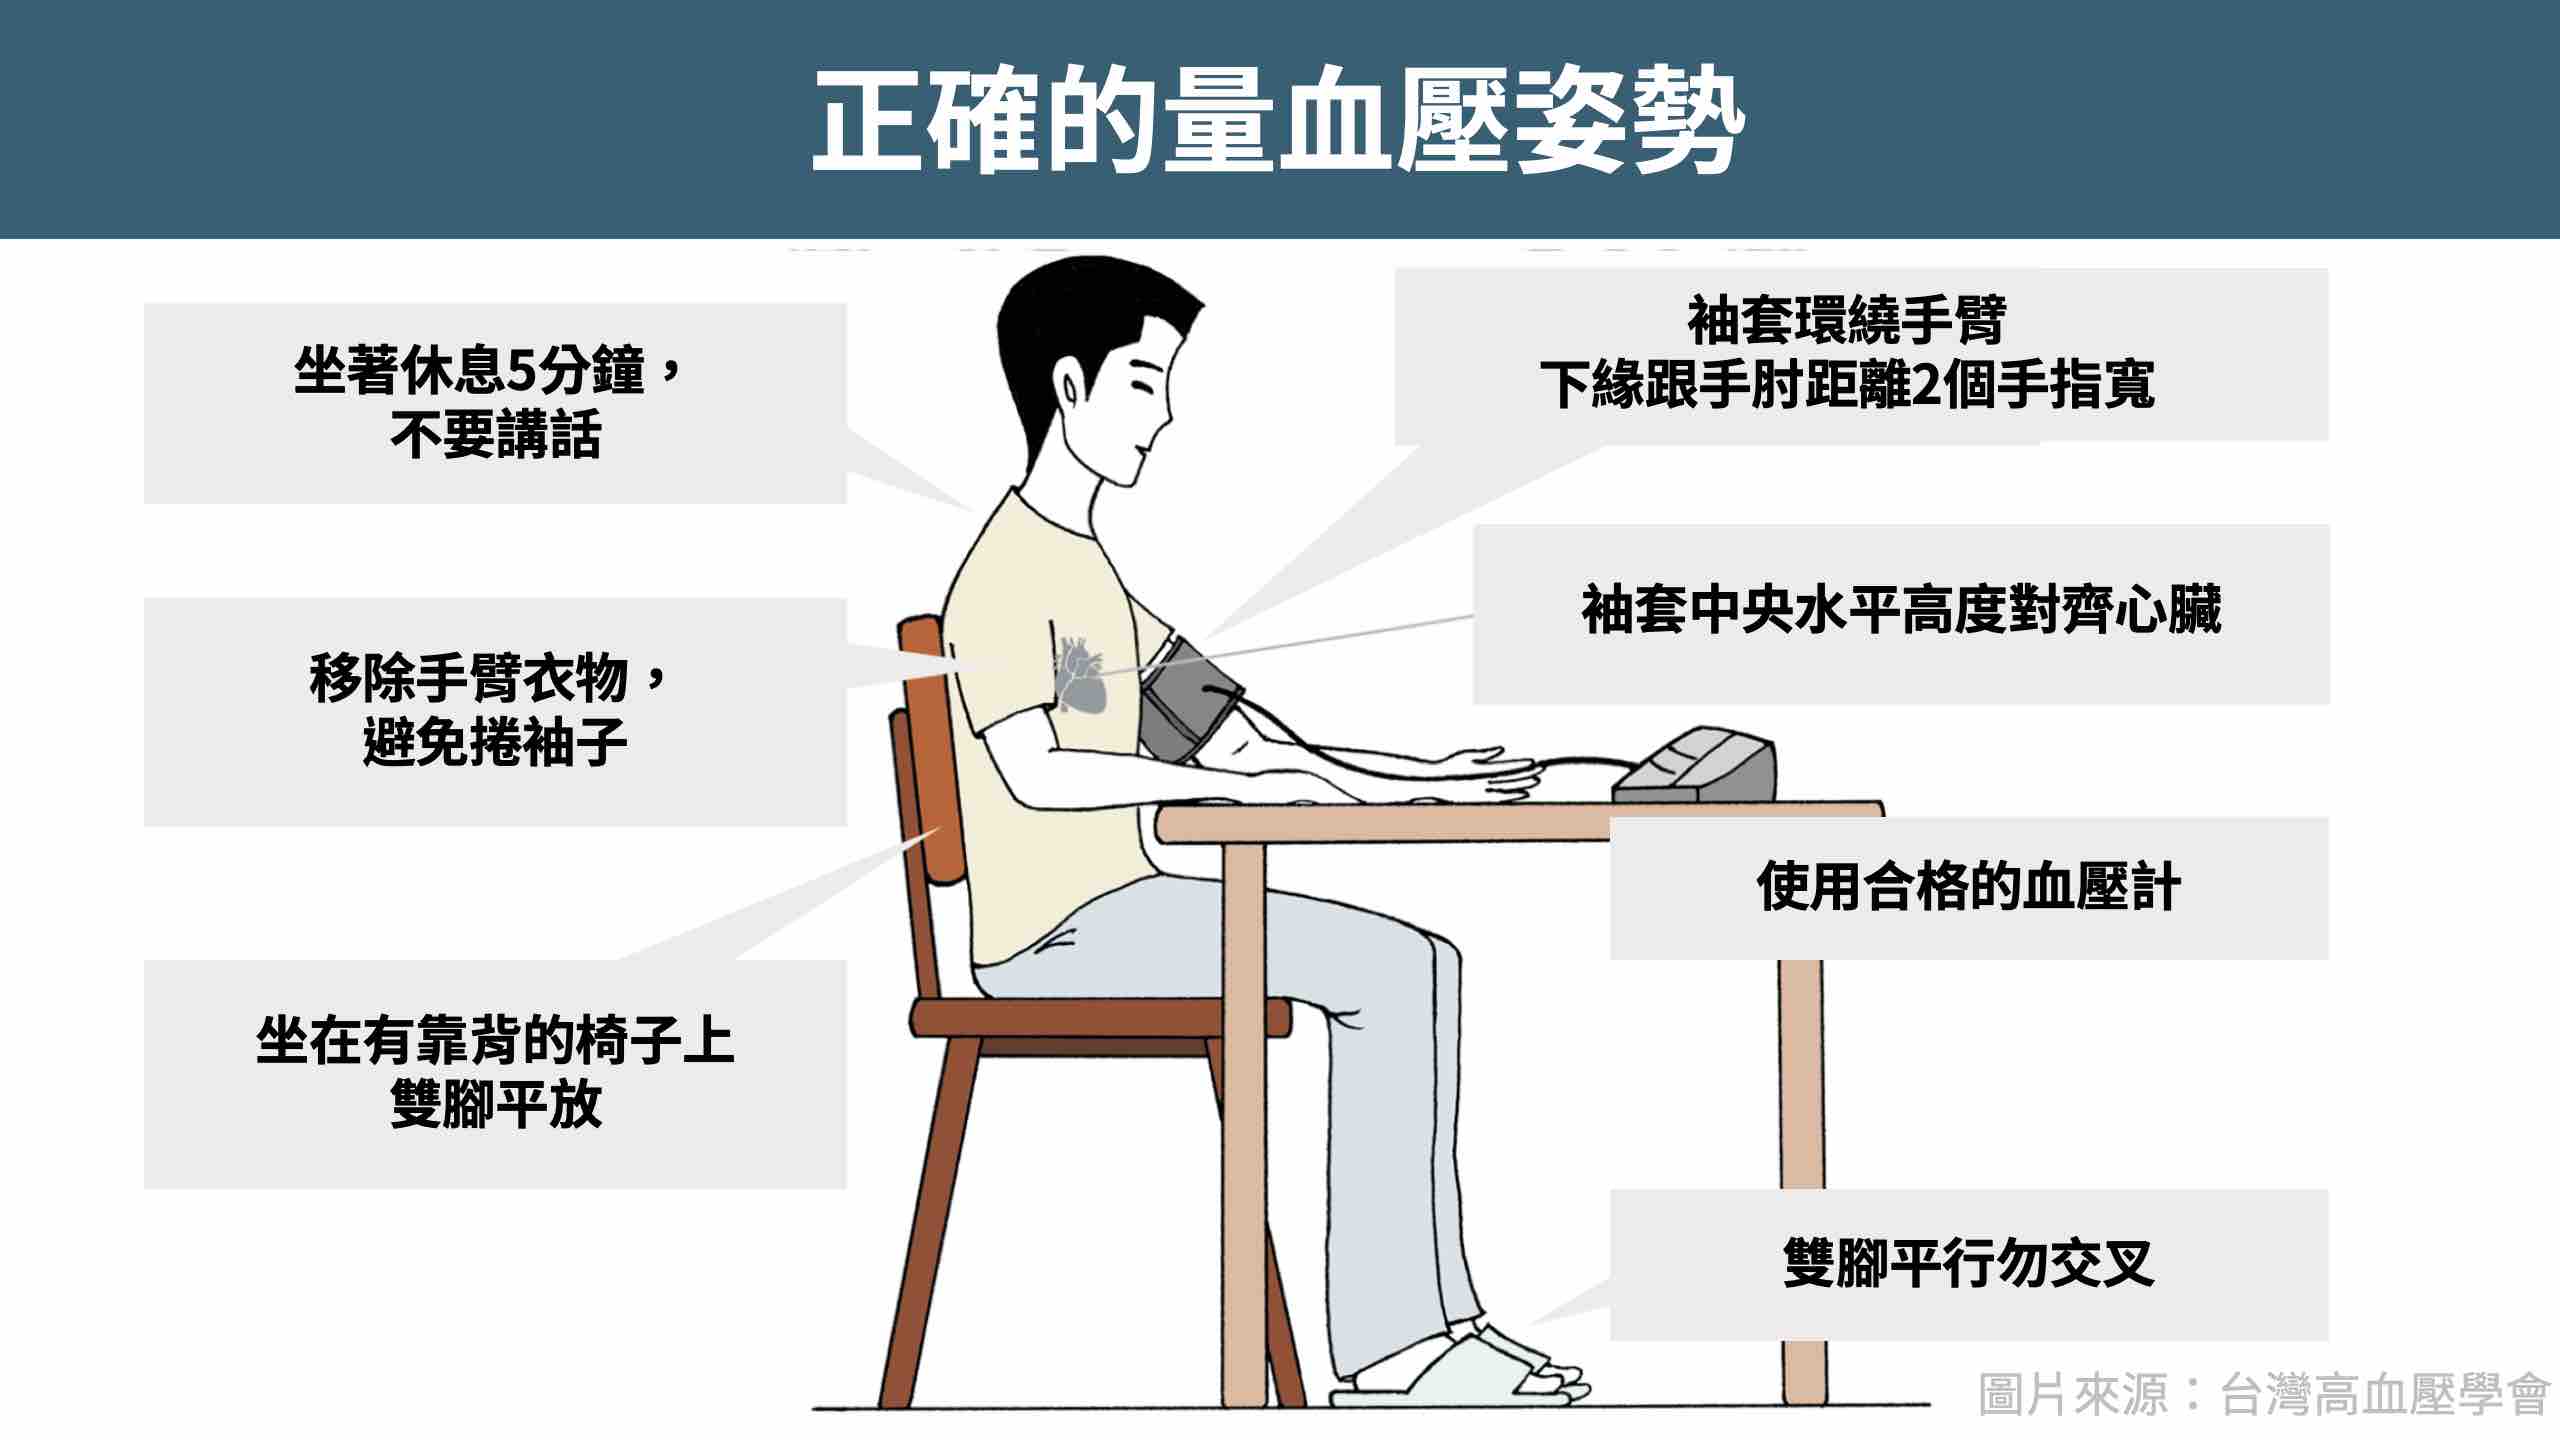 正確的量血壓姿勢
坐著休息5分鐘，
不要講話
移除手臂衣物，
避免捲袖子
坐在有靠背的椅子上
雙腳平放
袖套環繞手臂
下緣跟手肘距離2個手指寬
袖套中央水平高度對齊心臟
使用合格的血壓計
雙腳平行勿交叉
圖片來源：台灣高血壓學會